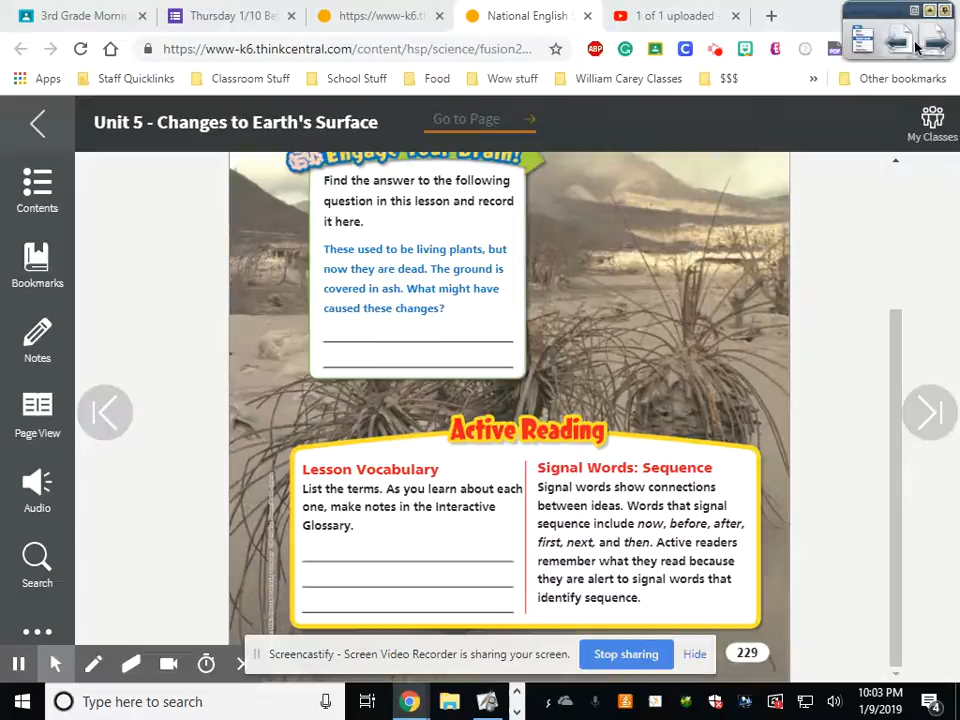 3rd Grade Morni
Thursday 1/10 Be
https://www-k6.t
National English
1 of 1 uploaded -
https://www-k6.thinkcentral.com/content/hsp/science/fusion2...
Apps
Staff Quicklinks
Classroom Stuff
School Stuff
Food
Wow stuff
William Carey Classes
$$$
»
Other bookmarks
Unit 5 - Changes to Earth's Surface
Go to Page
My Classes
Contents
Bookmarks
Notes
Page View
Audio
Search
Engage Your Brain!
Find the answer to the following
question in this lesson and record
it here.
These used to be living plants, but
now they are dead. The ground is
covered in ash. What might have
caused these changes?
Active Reading
Lesson Vocabulary
List the terms. As you learn about each
one, make notes in the Interactive
Glossary.
Signal Words: Sequence
Signal words show connections
between ideas. Words that signal
sequence include now, before, after,
first, next, and then. Active readers
remember what they read because
they are alert to signal words that
identify sequence.
Screencastify - Screen Video Recorder is sharing your screen.
Stop sharing
Hide
229
Type here to search
10:03 PM
1/9/2019
4